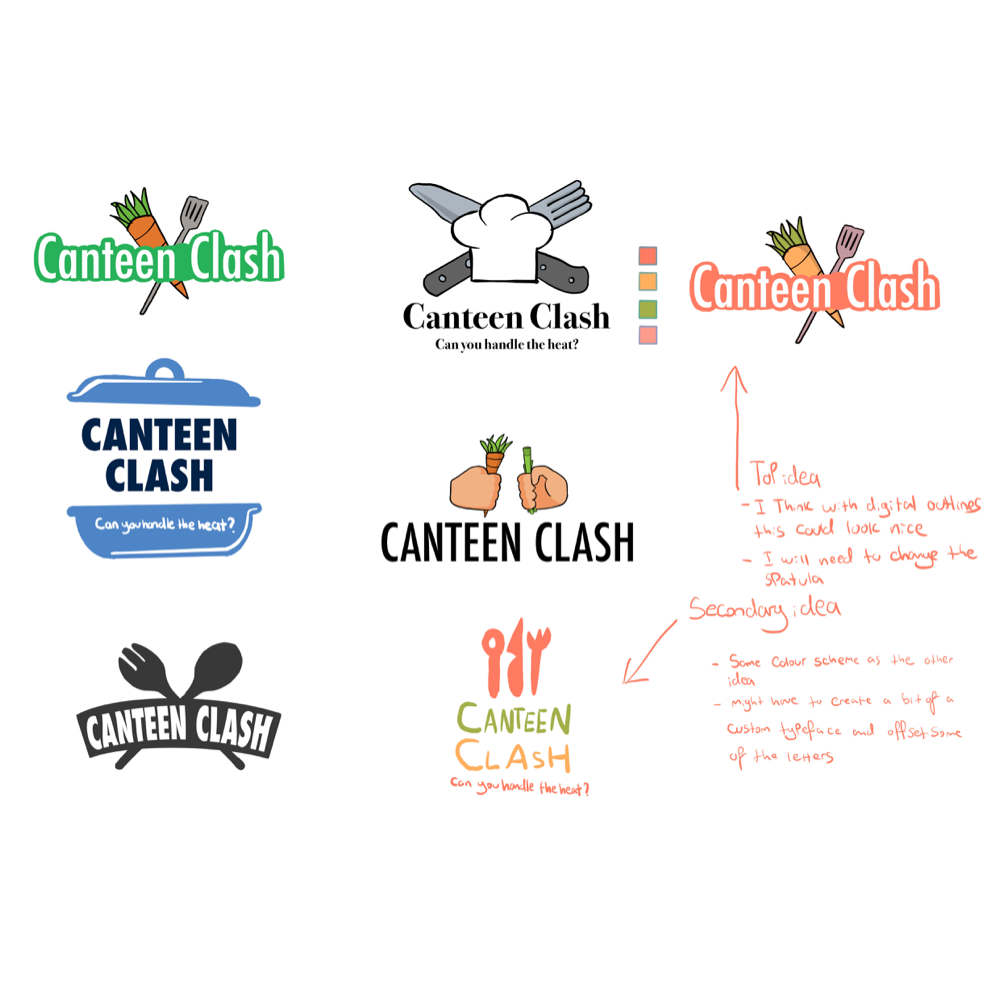 Canteen Clash
Canteen Clash
Can you handle the heat?
Canteen Clash
CANTEEN
CLASH
Can you handle the heat?
CANTEEN CLASH
CANTEEN CLASH
CANTEEN
CLASH
Can you handle the heat?
Top idea
- I Think with digital outlines
this could look nice
- I will need to change the
spatula
Secondary idea
- Same colour scheme as the other
idea
- might have to create a bit of a
custom typeface and offset some
of the letters